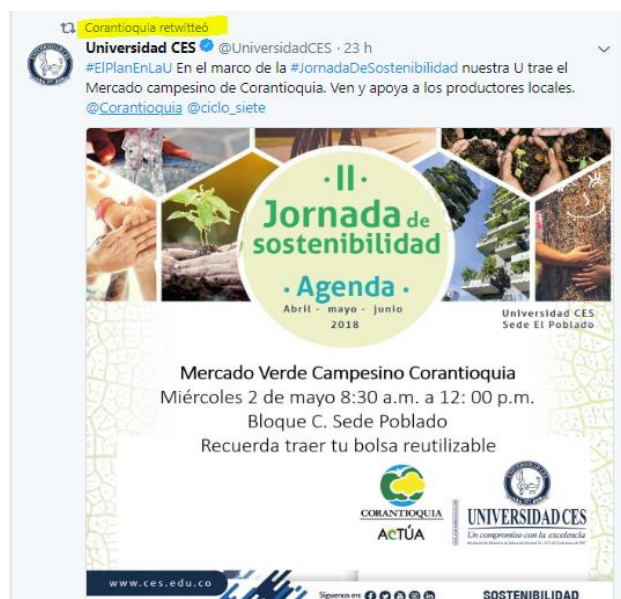 Corantioquia retwitteó
Universidad CES @UniversidadCES · 23 h
#ElPlanEnLaU En el marco de la #JornadaDeSostenibilidad nuestra U trae el
Mercado campesino de Corantioquia. Ven y apoya a los productores locales.
@Corantioquia @ciclo_siete
·II·
Jornada de
sostenibilidad
· Agenda ·
Abril - mayo - junio
2018
Universidad CES
Sede El Poblado
Mercado Verde Campesino Corantioquia
Miércoles 2 de mayo 8:30 a.m. a 12: 00 p.m.
Bloque C. Sede Poblado
Recuerda traer tu bolsa reutilizable
CORANTIOQUIA
ACTÚA
UNIVERSIDAD CES
Un compromiso con la excelencia
www.ces.edu.co
Síguenos en:
SOSTENIBILIDAD